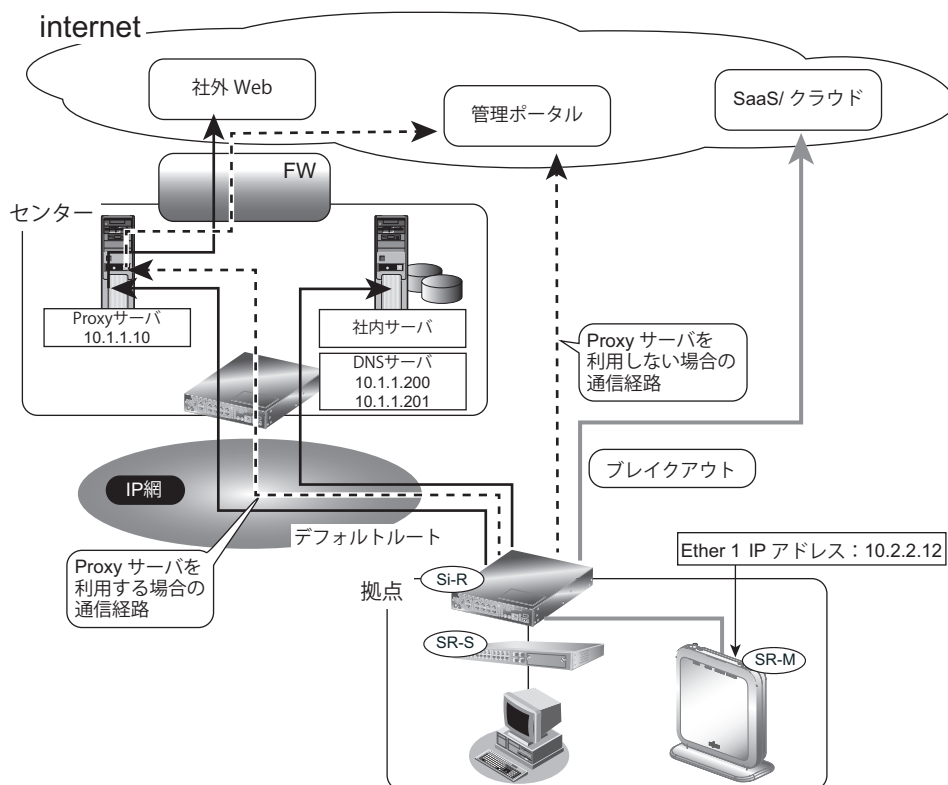 internet
社外 Web
管理ポータル
SaaS/ クラウド
FW
センター
Proxyサーバ
10.1.1.10
社内サーバ
DNSサーバ
10.1.1.200
10.1.1.201
Proxy サーバを
利用しない場合の
通信経路
ブレイクアウト
IP網
デフォルトルート
Proxy サーバを
利用する場合の
通信経路
Ether 1 IP アドレス：10.2.2.12
拠点
Si-R
SR-S
SR-M